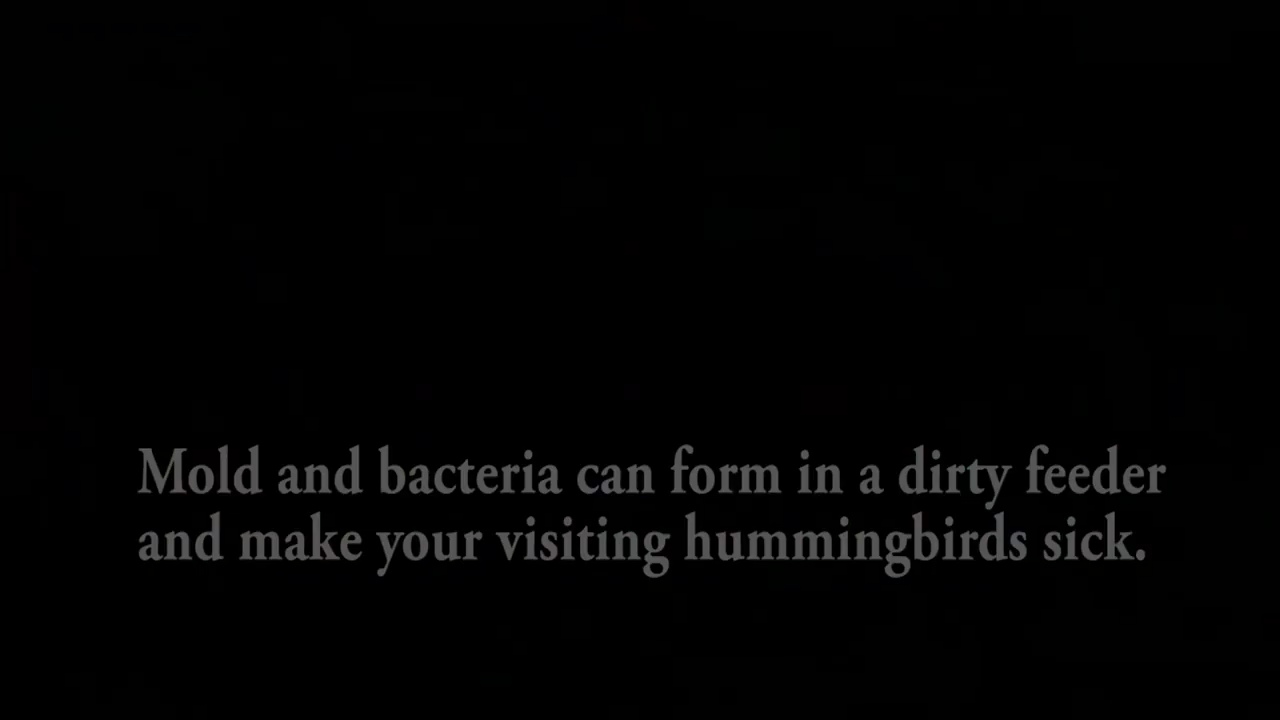 Mold and bacteria can form in a dirty feeder
and make your visiting hummingbirds sick.